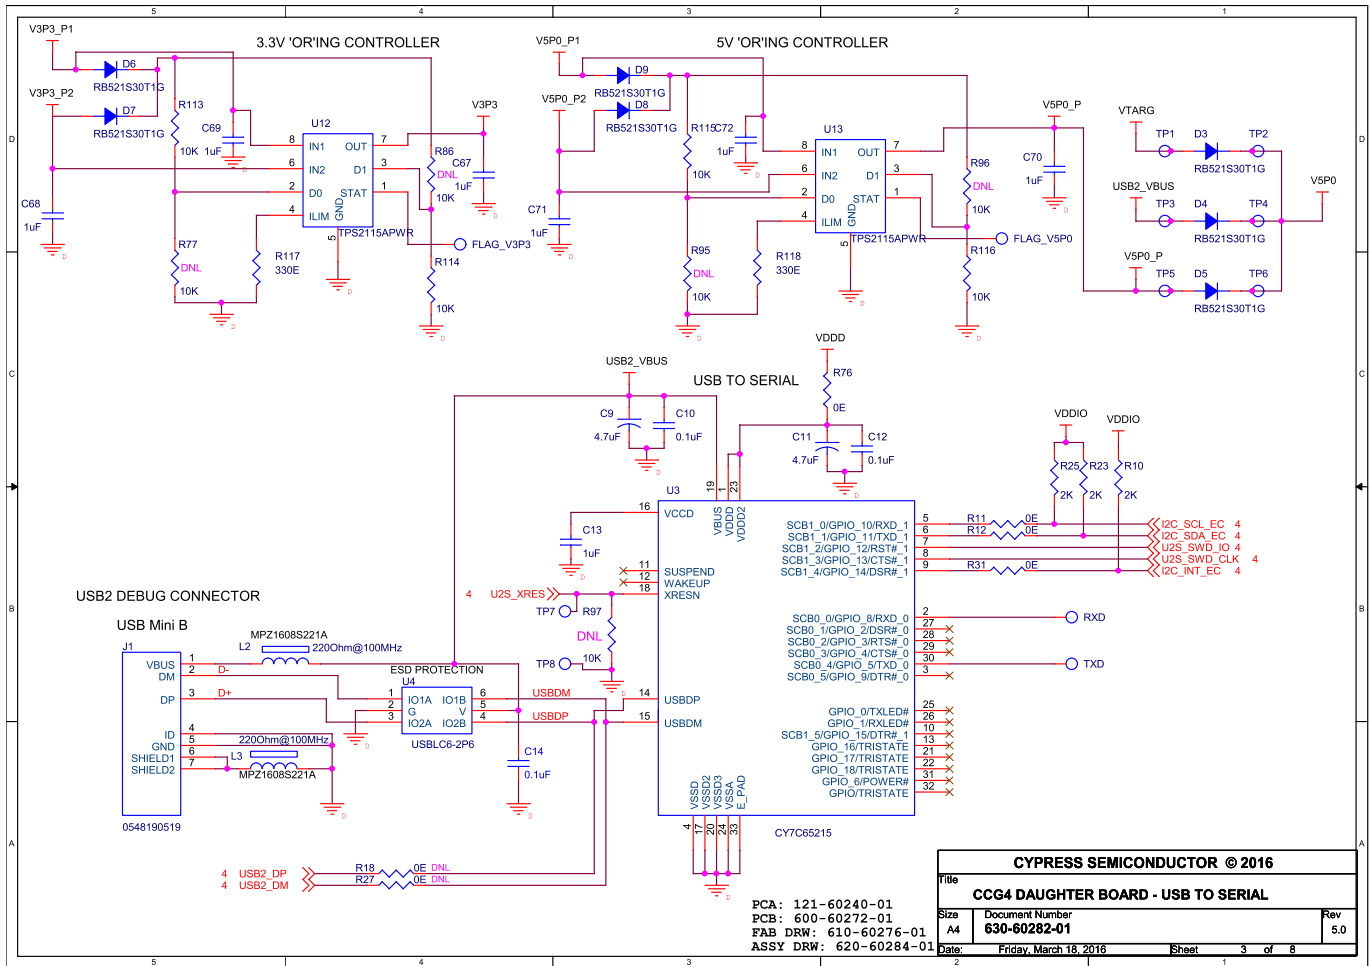 5 4 3 2 1
V3P3_P1
3.3V 'OR'ING CONTROLLER
D6
RB521S30T1G
V3P3_P2
D7
RB521S30T1G
R113
10K
C69
1uF
D
U12
8 IN1 OUT 7
6 IN2 D1 3
2 D0 STAT 1
4 ILIM
GND
5
TPS2115APWR
D
V3P3
R86
DNL
10K
C67
1uF
D
C68
1uF
D
R77
DNL
10K
R117
330E
D
FLAG_V3P3
R114
10K
D
5V 'OR'ING CONTROLLER
V5P0_P1
D9
RB521S30T1G
V5P0_P2
D8
RB521S30T1G
R115
10K
C72
1uF
D
U13
8 IN1 OUT 7
6 IN2 D1 3
2 D0 STAT 1
4 ILIM
GND
5
TPS2115APWR
D
V5P0_P
R96
DNL
10K
C70
1uF
D
C71
1uF
D
R95
DNL
10K
R118
330E
D
FLAG_V5P0
R116
10K
D
VTARG
TP1 D3 TP2
RB521S30T1G
USB2_VBUS
TP3 D4 TP4
RB521S30T1G
V5P0
V5P0_P
TP5 D5 TP6
RB521S30T1G
D D
C C
B B
A A
USB2_VBUS
USB TO SERIAL
C9
4.7uF
C10
0.1uF
D
VDDD
R76
0E
C11
4.7uF
C12
0.1uF
D
VDDIO
VDDIO
R25
2K
R23
2K
R10
2K
U3
19 1 23
VBUS VDDD VDDD2
16 VCCD
C13
1uF
D
11 SUSPEND
12 WAKEUP
18 XRESN
4 U2S_XRES
TP7
R97
DNL
10K
TP8
D
14 USBDP
15 USBDM
SCB1_0/GPIO_10/RXD_1 5 R11 0E I2C_SCL_EC 4
SCB1_1/GPIO_11/TXD_1 6 R12 0E I2C_SDA_EC 4
SCB1_2/GPIO_12/RST#_1 7 U2S_SWD_IO 4
SCB1_3/GPIO_13/CTS#_1 8 U2S_SWD_CLK 4
SCB1_4/GPIO_14/DSR#_1 9 R31 0E I2C_INT_EC 4
SCB0_0/GPIO_8/RXD_0 2 RXD
SCB0_1/GPIO_2/DSR#_0 27
SCB0_2/GPIO_3/RTS#_0 28
SCB0_3/GPIO_4/CTS#_0 29
SCB0_4/GPIO_5/TXD_0 30 TXD
SCB0_5/GPIO_9/DTR#_0 3
GPIO_0/TXLED# 25
GPIO_1/RXLED# 26
SCB1_5/GPIO_15/DTR#_1 10
GPIO_16/TRISTATE 13
GPIO_17/TRISTATE 21
GPIO_18/TRISTATE 22
GPIO_6/POWER# 31
GPIO/TRISTATE 32
VSSD VSSD2 VSSD3 VSSA E_PAD
4 17 20 24 33
D
CY7C65215
USB2 DEBUG CONNECTOR
USB Mini B
J1
VBUS 1
DM 2 D-
DP 3 D+
ID 4
GND 5
SHIELD1 6
SHIELD2 7
0548190519
MPZ1608S221A
L2 220Ohm@100MHz
220Ohm@100MHz
L3
MPZ1608S221A
D
ESD PROTECTION
U4
1 IO1A IO1B 6 USBDM
2 G V 5
3 IO2A IO2B 4 USBDP
USBLC6-2P6
D
C14
0.1uF
D
4 USB2_DP R18 0E DNL
4 USB2_DM R27 0E DNL
PCA: 121-60240-01
PCB: 600-60272-01
FAB DRW: 610-60276-01
ASSY DRW: 620-60284-01
CYPRESS SEMICONDUCTOR © 2016
Title
CCG4 DAUGHTER BOARD - USB TO SERIAL
Size Document Number Rev
A4 630-60282-01 5.0
Date: Friday, March 18, 2016 Sheet 3 of 8
5 4 3 2 1